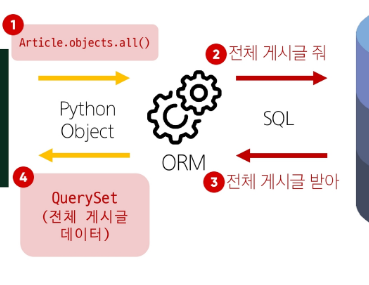 1
Article.objects.all()
2 전체 게시글 줘
Python
Object
SQL
ORM
4
3 전체 게시글 받아
QuerySet
(전체 게시글
데이터)